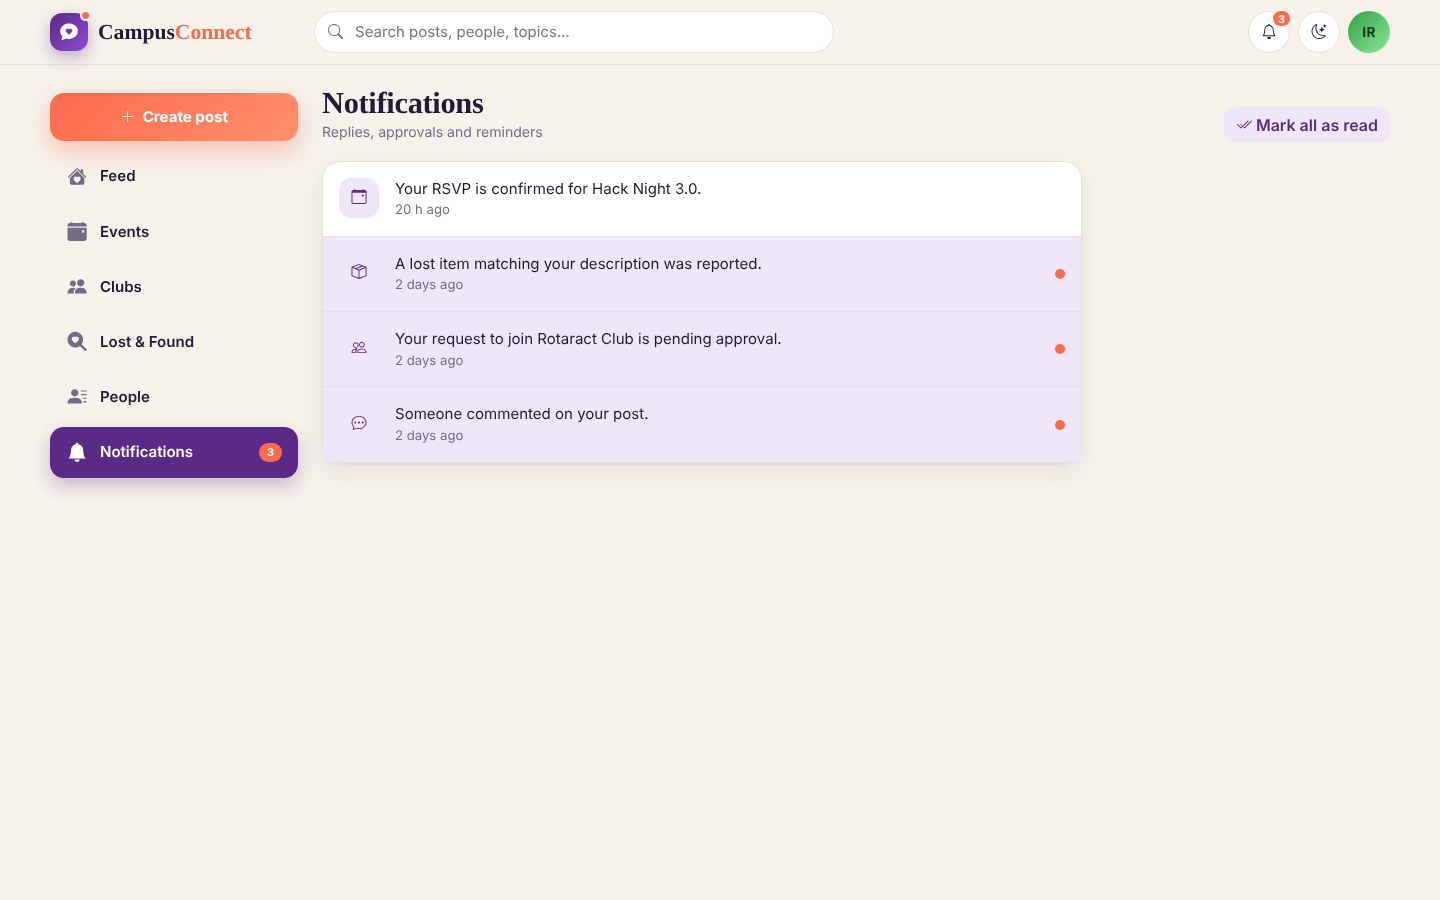 CampusConnect
Search posts, people, topics...
3
IR
Create post
Feed
Events
Clubs
Lost & Found
People
Notifications
3
Notifications
Replies, approvals and reminders
Mark all as read
Your RSVP is confirmed for Hack Night 3.0.
20 h ago
A lost item matching your description was reported.
2 days ago
Your request to join Rotaract Club is pending approval.
2 days ago
Someone commented on your post.
2 days ago